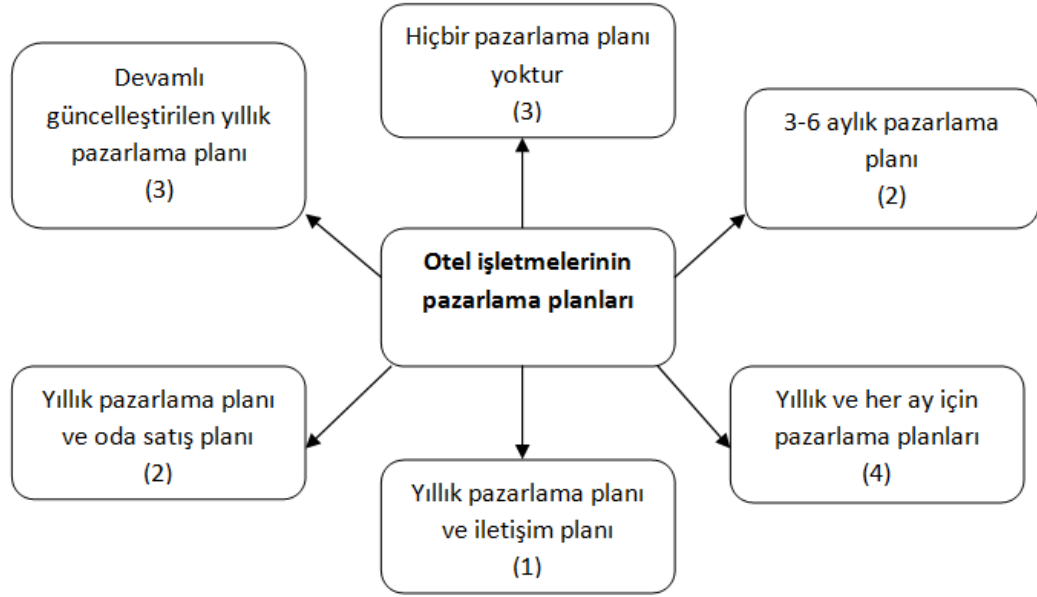 Hiçbir pazarlama planı
yoktur
(3)
Devamlı
güncelleştirilen yıllık
pazarlama planı
(3)
3-6 aylık pazarlama
planı
(2)
Otel işletmelerinin
pazarlama planları
Yıllık pazarlama planı
ve oda satış planı
(2)
Yıllık ve her ay için
pazarlama planları
(4)
Yıllık pazarlama planı
ve iletişim planı
(1)